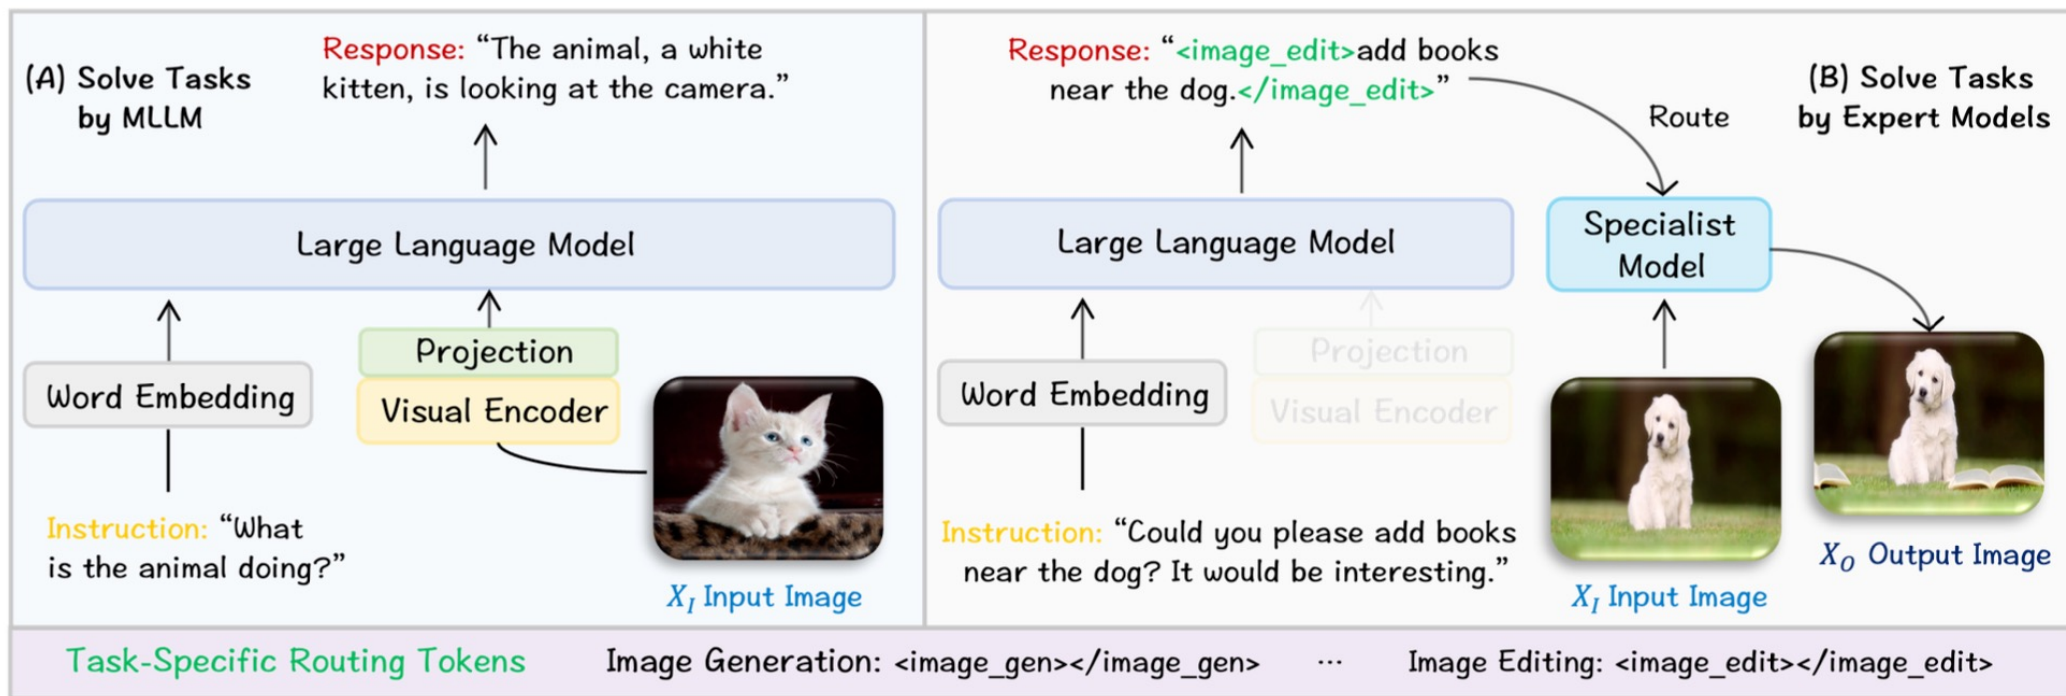 (A) Solve Tasks
by MLLM
Response: “The animal, a white
kitten, is looking at the camera.”
Large Language Model
Projection
Visual Encoder
Word Embedding
Instruction: “What
is the animal doing?”
X_I Input Image
(B) Solve Tasks
by Expert Models
Response: “<image_edit>add books
near the dog.</image_edit>”
Route
Large Language Model
Specialist
Model
Projection
Visual Encoder
Word Embedding
Instruction: “Could you please add books
near the dog? It would be interesting.”
X_I Input Image
X_O Output Image
Task-Specific Routing Tokens Image Generation: <image_gen></image_gen> ... Image Editing: <image_edit></image_edit>